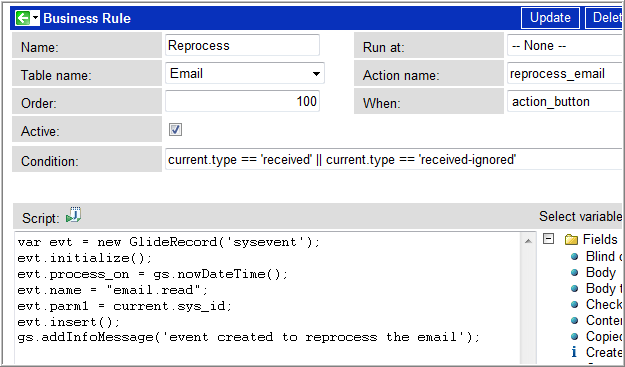 Business Rule Update Delet
Name: Reprocess Run at: -- None --
Table name: Email Action name: reprocess_email
Order: 100 When: action_button
Active:
Condition: current.type == 'received' || current.type == 'received-ignored'
Script: Select variable
var evt = new GlideRecord('sysevent');
evt.initialize();
evt.process_on = gs.nowDateTime();
evt.name = "email.read";
evt.parm1 = current.sys_id;
evt.insert();
gs.addInfoMessage('event created to reprocess the email');
Fields
Blind c
Body
Body t
Check
Conter
Copied
Create